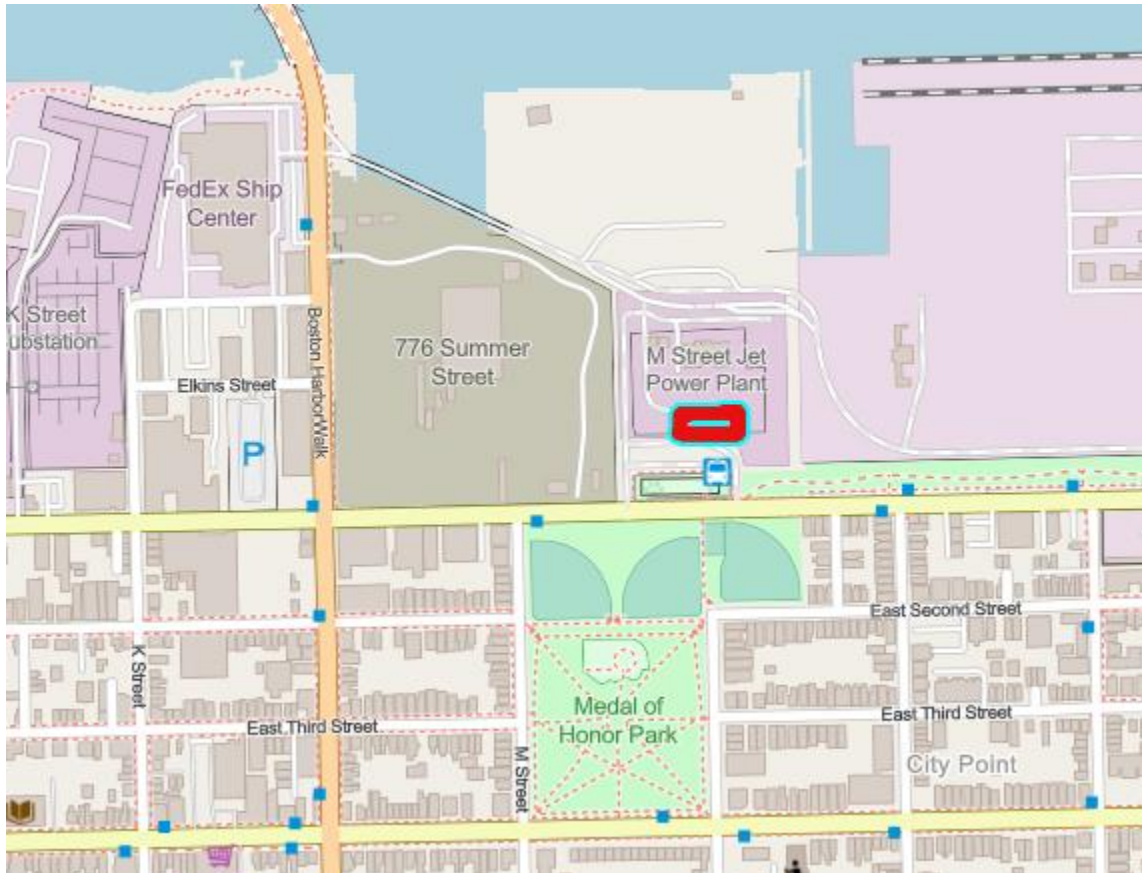 FedEx Ship
Center
K Street
ubstation
Boston HarborWalk
776 Summer
Street
M Street Jet
Power Plant
Elkins Street
P
East Second Street
K Street
Medal of
Honor Park
East Third Street
East Third Street
M Street
City Point